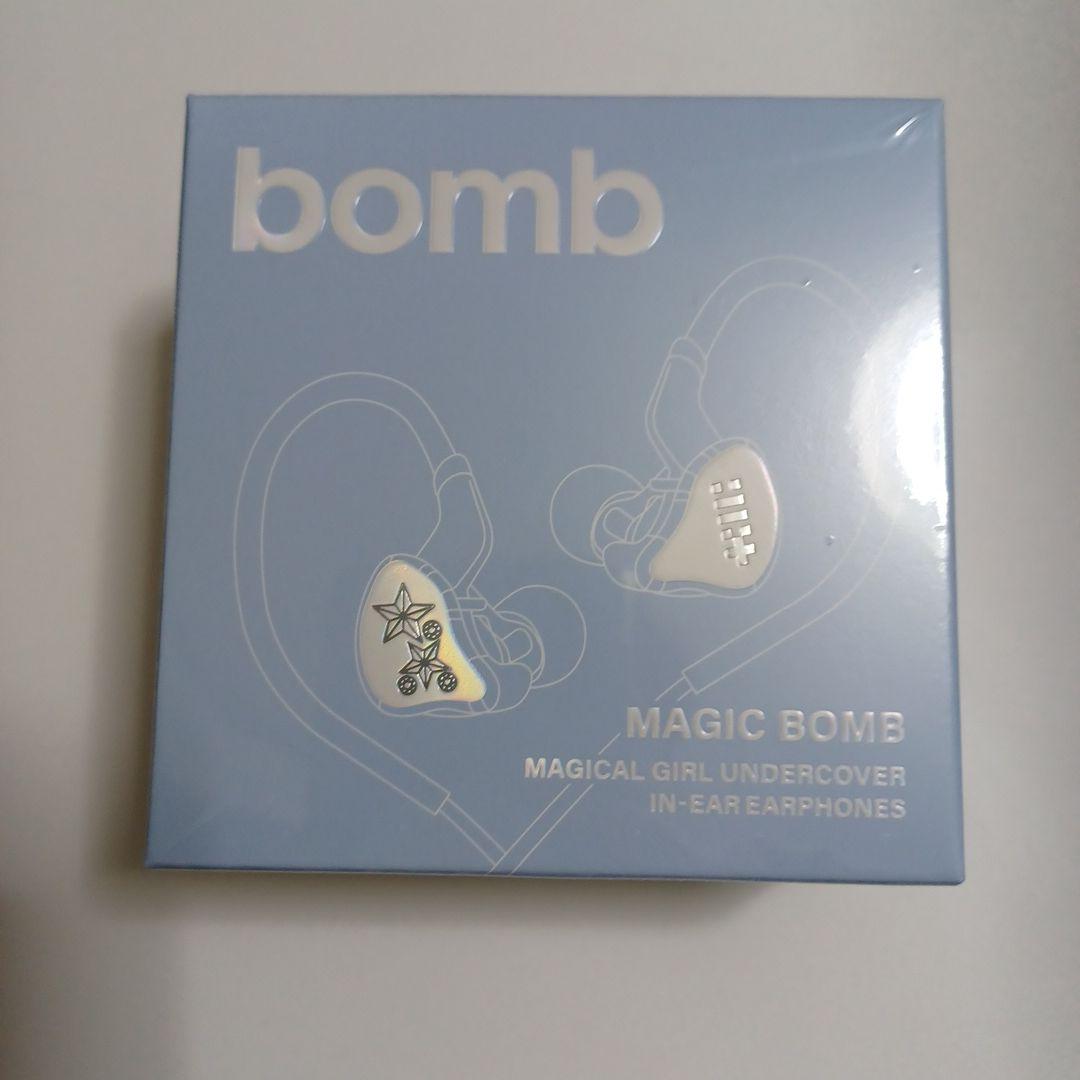 bomb
MAGIC BOMB
MAGICAL GIRL UNDERCOVER
IN-EAR EARPHONES